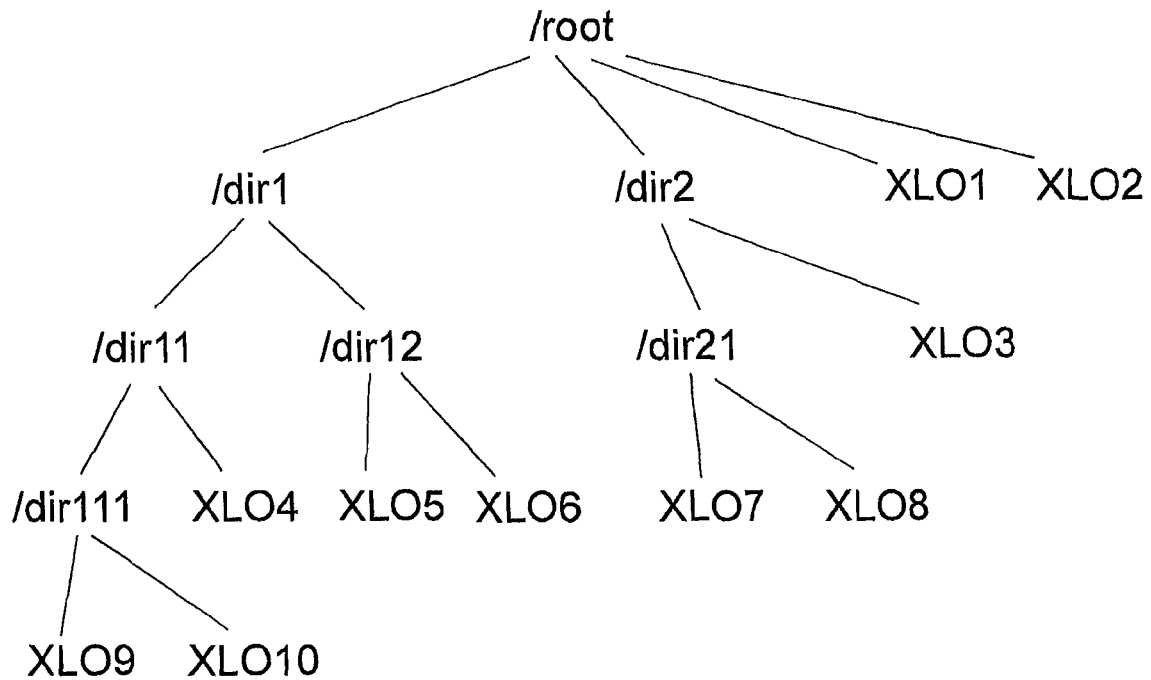 /root
/dir1 /dir2 XLO1 XLO2
/dir11 /dir12 /dir21 XLO3
/dir111 XLO4 XLO5 XLO6 XLO7 XLO8
XLO9 XLO10